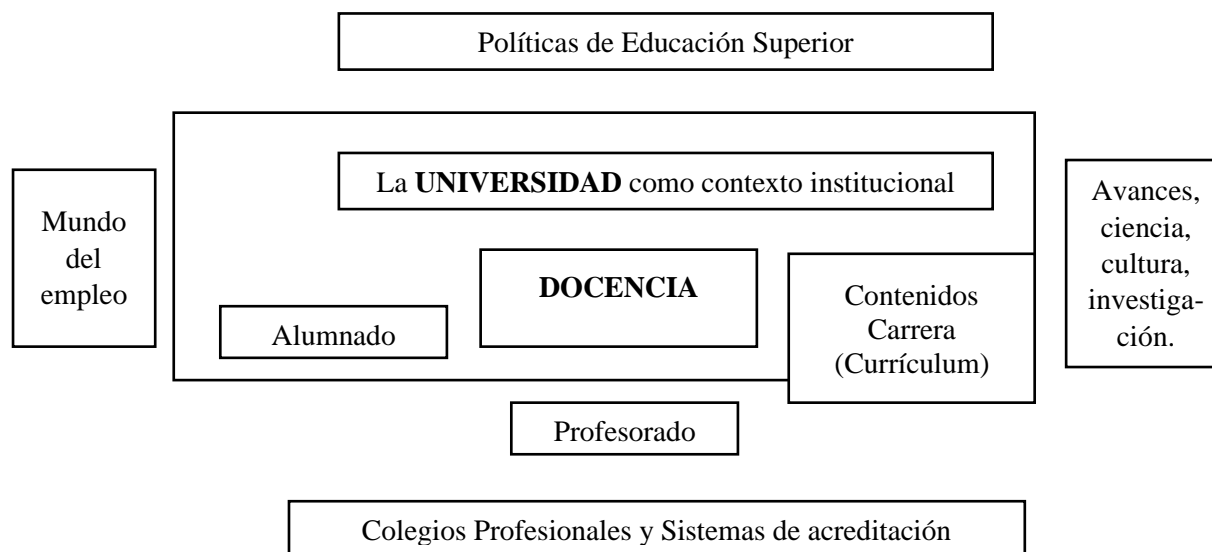 Políticas de Educación Superior
La UNIVERSIDAD como contexto institucional
Mundo
del
empleo
DOCENCIA
Alumnado
Contenidos
Carrera
(Currículum)
Avances,
ciencia,
cultura,
investiga-
ción.
Profesorado
Colegios Profesionales y Sistemas de acreditación